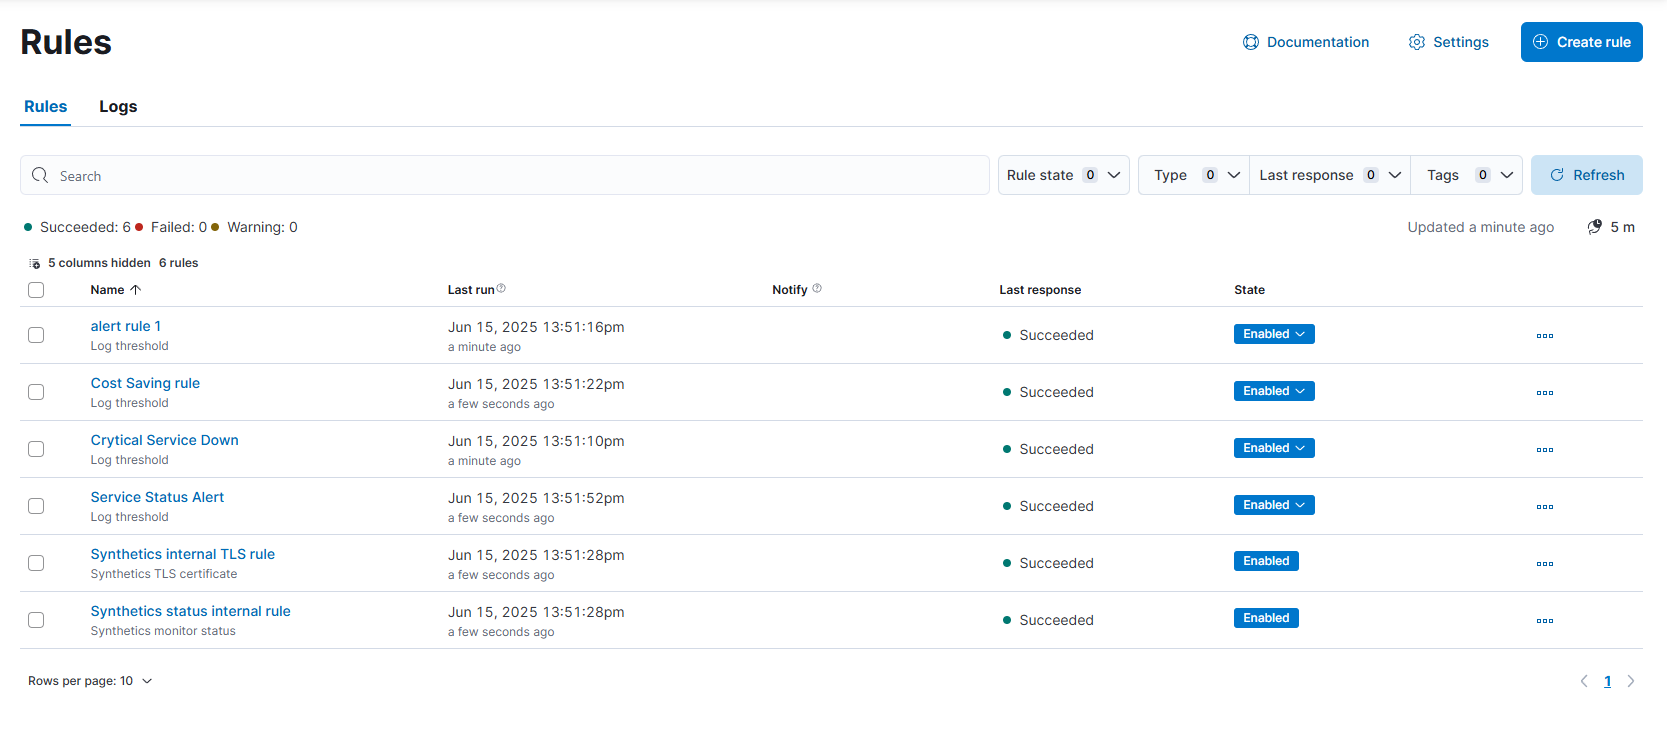 Rules
Documentation Settings Create rule
Rules Logs
Search Rule state 0 Type 0 Last response 0 Tags 0 Refresh
Succeeded: 6 Failed: 0 Warning: 0 Updated a minute ago 5 m
5 columns hidden 6 rules
Name Last run Notify Last response State
alert rule 1 Jun 15, 2025 13:51:16pm Succeeded Enabled
Log threshold a minute ago
Cost Saving rule Jun 15, 2025 13:51:22pm Succeeded Enabled
Log threshold a few seconds ago
Crytical Service Down Jun 15, 2025 13:51:10pm Succeeded Enabled
Log threshold a minute ago
Service Status Alert Jun 15, 2025 13:51:52pm Succeeded Enabled
Log threshold a few seconds ago
Synthetics internal TLS rule Jun 15, 2025 13:51:28pm Succeeded Enabled
Synthetics TLS certificate a few seconds ago
Synthetics status internal rule Jun 15, 2025 13:51:28pm Succeeded Enabled
Synthetics monitor status a few seconds ago
Rows per page: 10 1